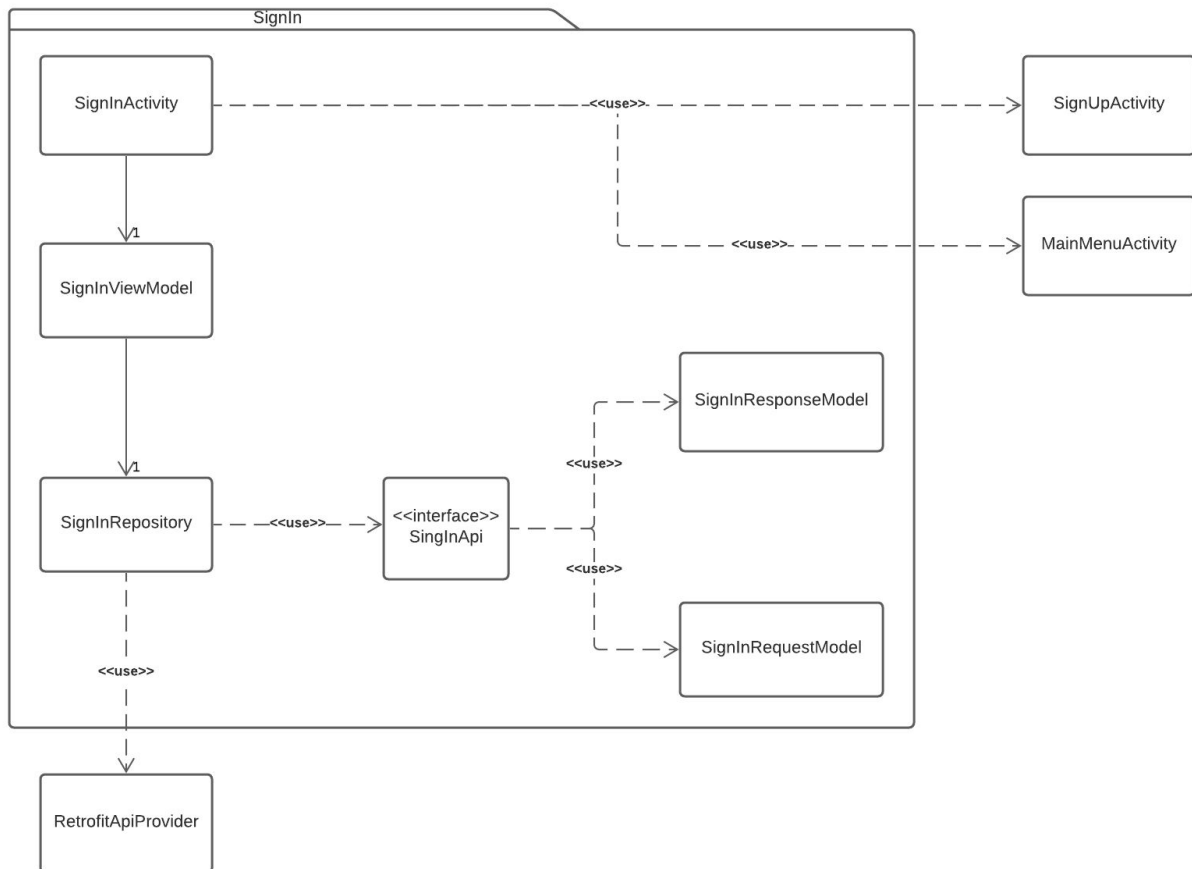 SignIn
SignInActivity
<<use>>
SignUpActivity
<<use>>
MainMenuActivity
1
SignInViewModel
SignInResponseModel
<<use>>
1
SignInRepository
<<use>>
<<interface>>
SingInApi
<<use>>
SignInRequestModel
<<use>>
RetrofitApiProvider